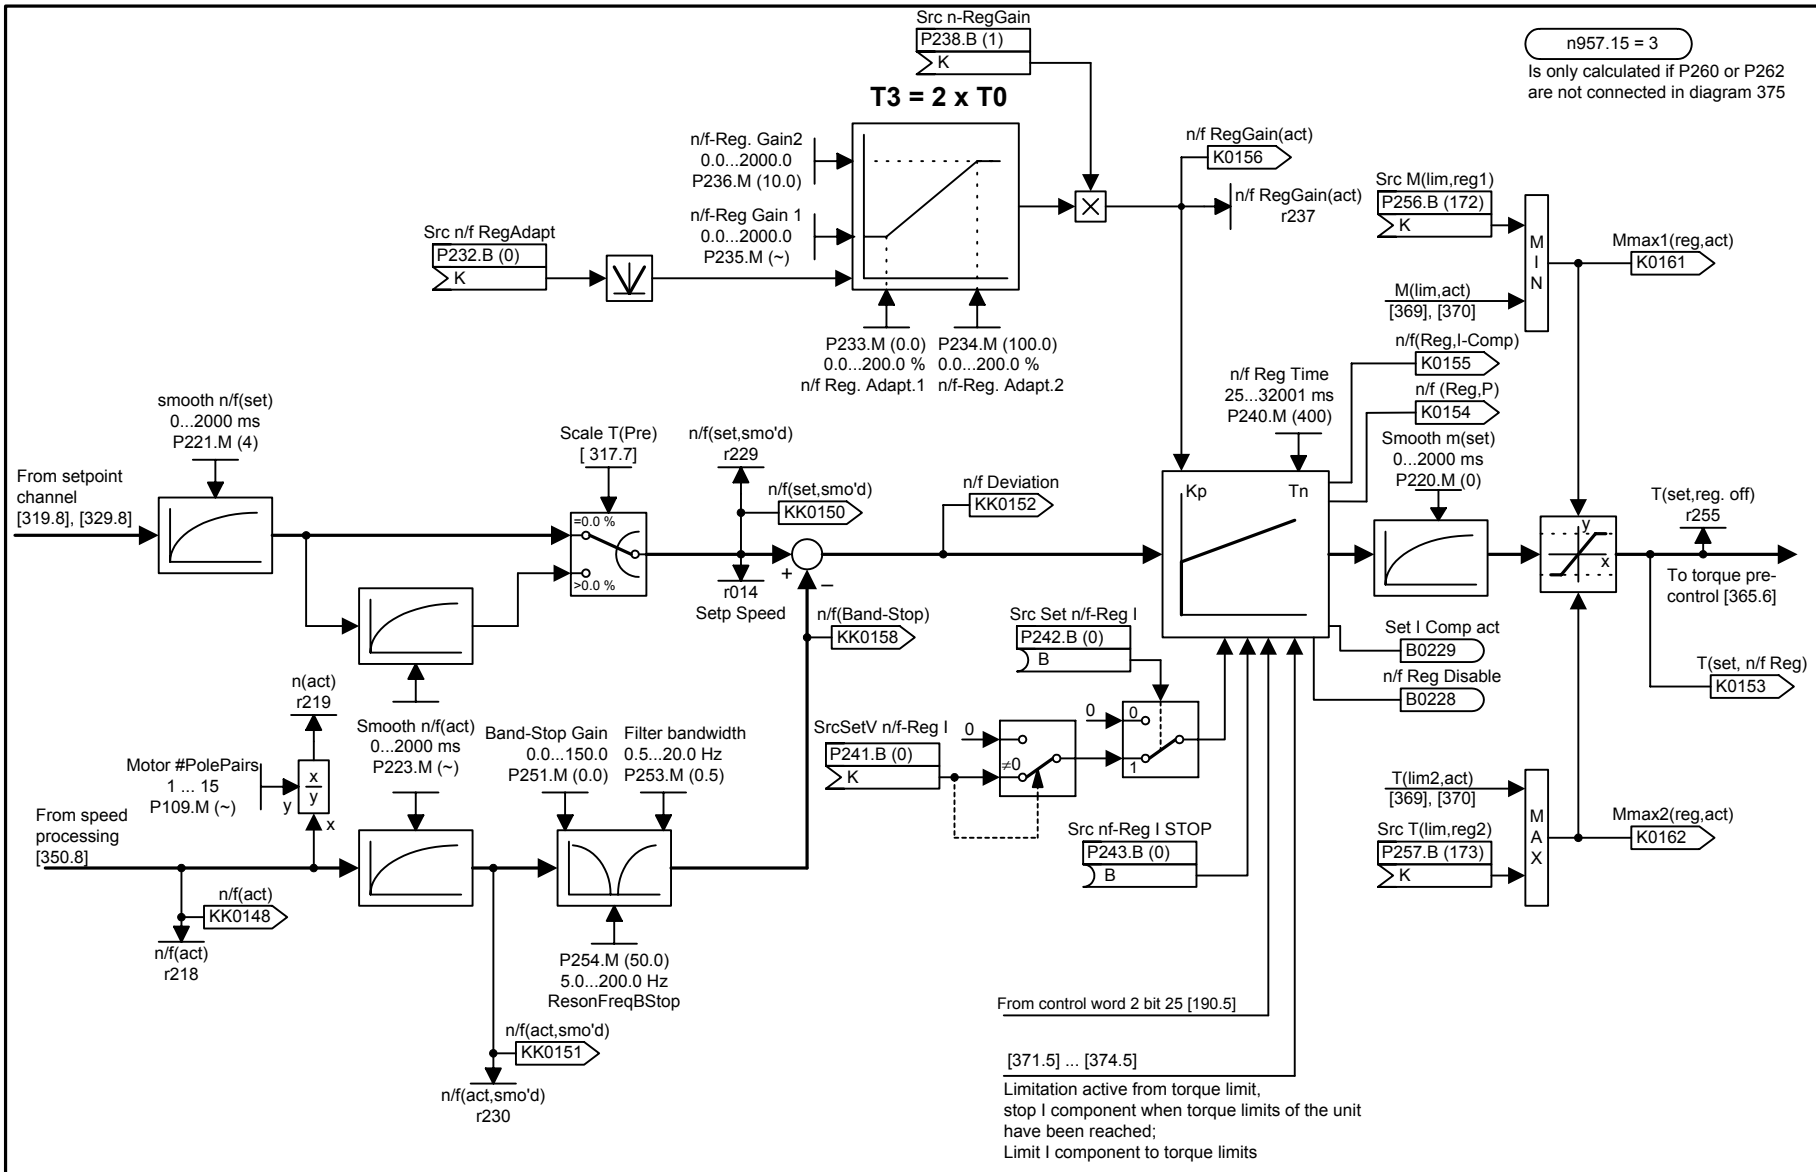 Src n-RegGain
P238.B (1)
K
n957.15 = 3
Is only calculated if P260 or P262
are not connected in diagram 375
T3 = 2 x T0
n/f-Reg. Gain2
0.0...2000.0
P236.M (10.0)
n/f-Reg Gain 1
0.0...2000.0
P235.M (~)
Src n/f RegAdapt
P232.B (0)
K
P233.M (0.0)
0.0...200.0 %
n/f Reg. Adapt.1
P234.M (100.0)
0.0...200.0 %
n/f-Reg. Adapt.2
n/f RegGain(act)
K0156
n/f RegGain(act)
r237
Src M(lim,reg1)
P256.B (172)
K
M(lim,act)
[369], [370]
M
I
N
Mmax1(reg,act)
K0161
n/f(Reg,I-Comp)
K0155
n/f (Reg,P)
K0154
n/f Reg Time
25...32001 ms
P240.M (400)
Smooth m(set)
0...2000 ms
P220.M (0)
smooth n/f(set)
0...2000 ms
P221.M (4)
From setpoint
channel
[319.8], [329.8]
Scale T(Pre)
[ 317.7]
=0.0 %
>0.0 %
n/f(set,smo'd)
r229
n/f(set,smo'd)
KK0150
r014
Setp Speed
+
−
n/f Deviation
KK0152
Kp
Tn
y
x
T(set,reg. off)
r255
To torque pre-
control [365.6]
n/f(Band-Stop)
KK0158
Src Set n/f-Reg I
P242.B (0)
B
Set I Comp act
B0229
n/f Reg Disable
B0228
T(set, n/f Reg)
K0153
n(act)
r219
Motor #PolePairs
1 ... 15
P109.M (~)
x
y
y
x
Smooth n/f(act)
0...2000 ms
P223.M (~)
Band-Stop Gain
0.0...150.0
P251.M (0.0)
Filter bandwidth
0.5...20.0 Hz
P253.M (0.5)
SrcSetV n/f-Reg I
P241.B (0)
K
0
≠0
0
0
1
From speed
processing
[350.8]
n/f(act)
KK0148
n/f(act)
r218
P254.M (50.0)
5.0...200.0 Hz
ResonFreqBStop
n/f(act,smo'd)
KK0151
n/f(act,smo'd)
r230
Src nf-Reg I STOP
P243.B (0)
B
T(lim2,act)
[369], [370]
Src T(lim,reg2)
P257.B (173)
K
M
A
X
Mmax2(reg,act)
K0162
From control word 2 bit 25 [190.5]
[371.5] ... [374.5]
Limitation active from torque limit,
stop I component when torque limits of the unit
have been reached;
Limit I component to torque limits